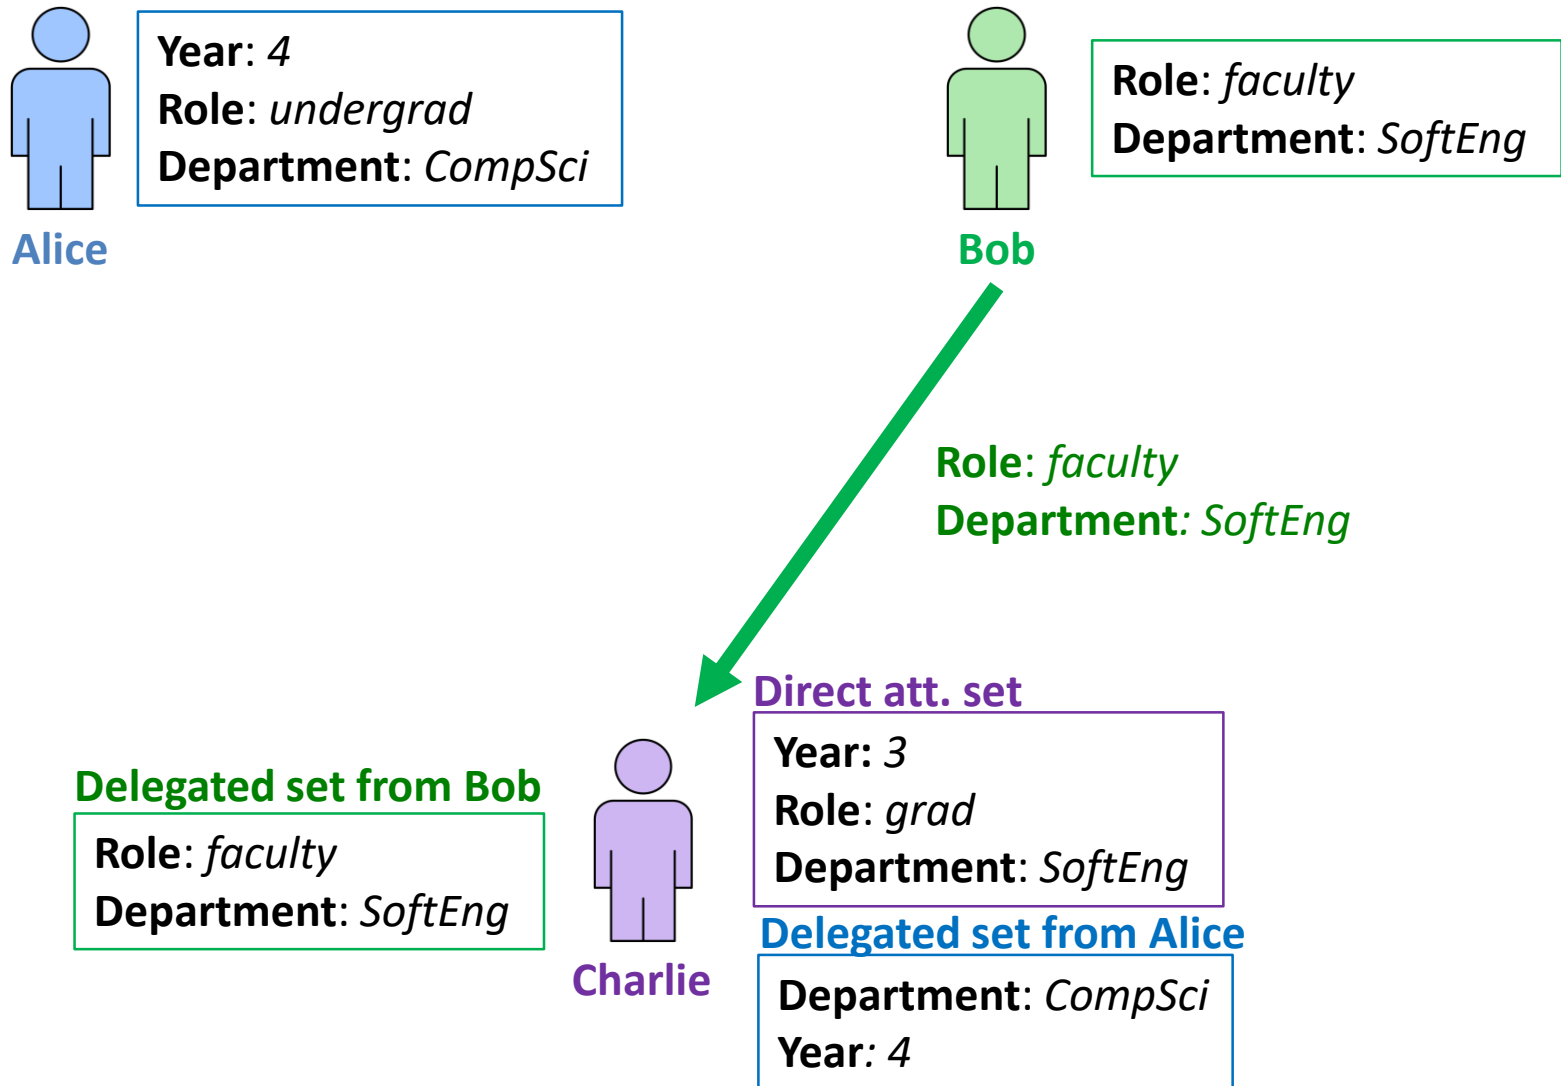 Year: 4
Role: undergrad
Department: CompSci
Alice
Role: faculty
Department: SoftEng
Bob
Role: faculty
Department: SoftEng
Direct att. set
Year: 3
Role: grad
Department: SoftEng
Delegated set from Bob
Role: faculty
Department: SoftEng
Charlie
Delegated set from Alice
Department: CompSci
Year: 4